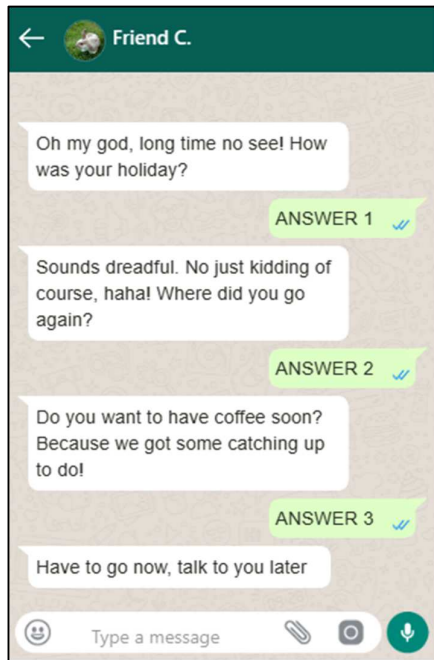 Friend C.
Oh my god, long time no see! How
was your holiday?
ANSWER 1
Sounds dreadful. No just kidding of
course, haha! Where did you go
again?
ANSWER 2
Do you want to have coffee soon?
Because we got some catching up
to do!
ANSWER 3
Have to go now, talk to you later
Type a message